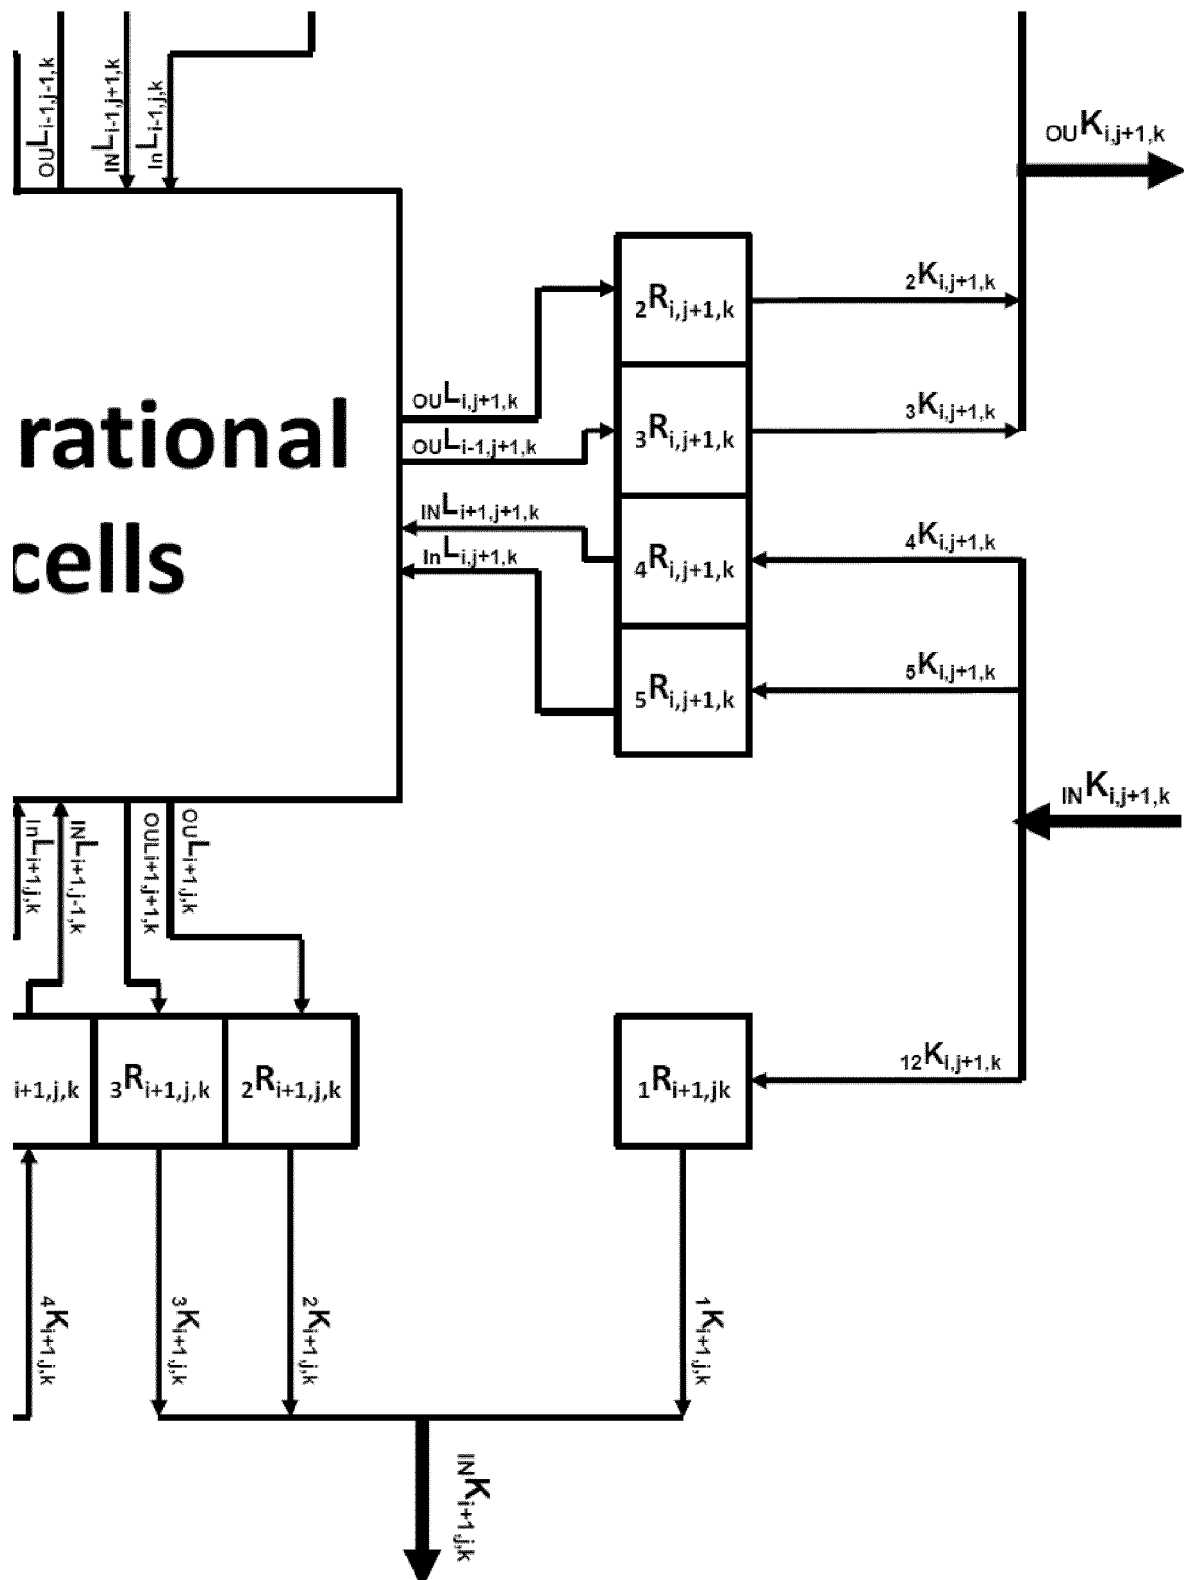 OUL i-1,j-1,k
INL i-1,j+1,k
InL i-1,j,k
OUK i,j+1,k
2R i,j+1,k
2K i,j+1,k
OUL i,j+1,k
3K i,j+1,k
rational
OUL i-1,j+1,k
3R i,j+1,k
INL i+1,j+1,k
4K i,j+1,k
InL i,j+1,k
cells
4R i,j+1,k
5K i,j+1,k
5R i,j+1,k
INK i,j+1,k
InL i+1,j,k
INL i+1,j-1,k
OULi+1,j+1,k
OUL i+1,j,k
12K i,j+1,k
i+1,j,k
3R i+1,j,k
2R i+1,j,k
1R i+1,jk
4K i+1,j,k
3K i+1,j,k
2K i+1,j,k
1K i+1,j,k
INK i+1,j,k